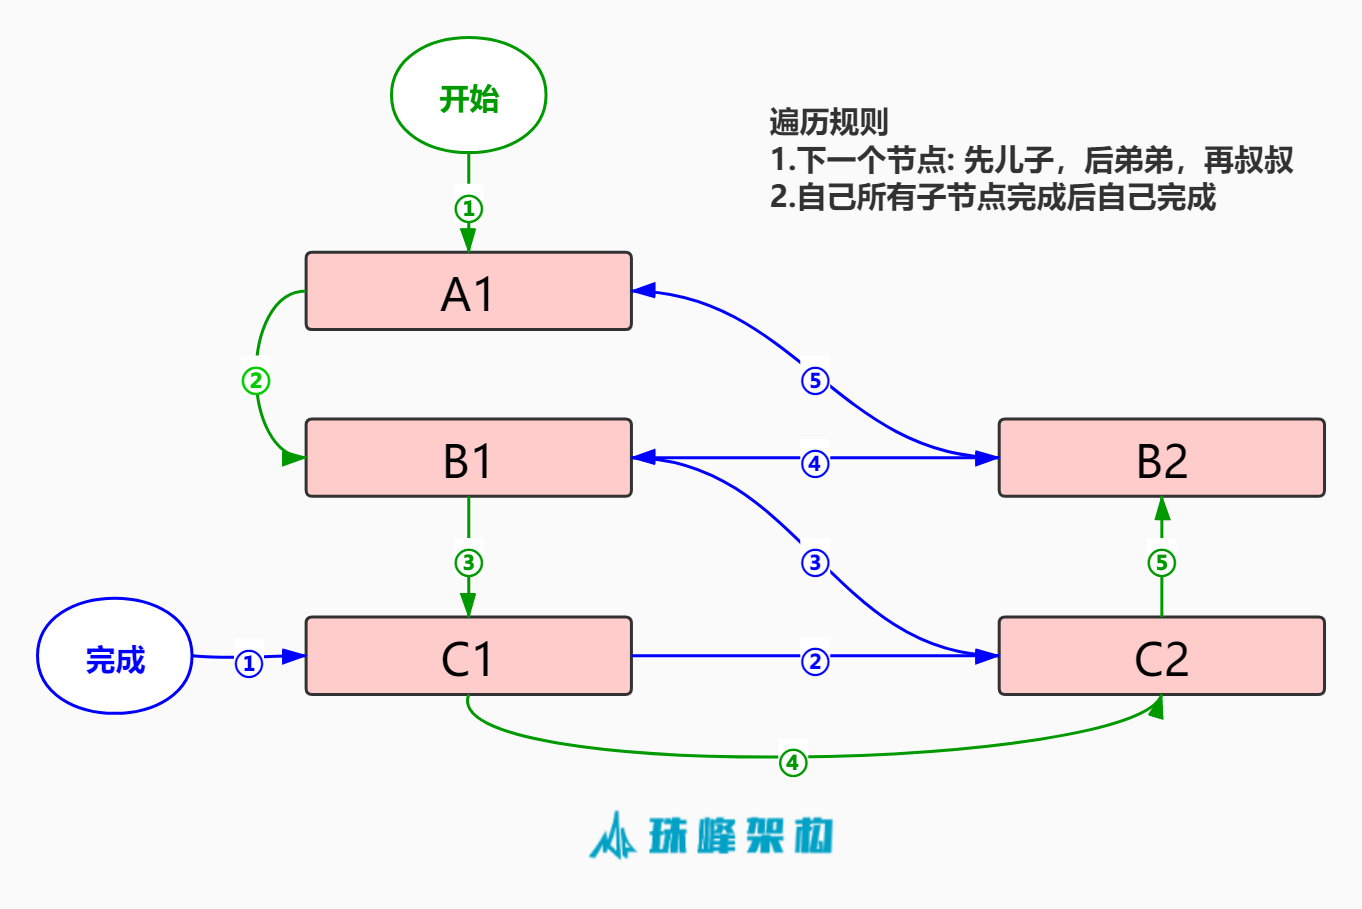 开始
遍历规则
1.下一个节点: 先儿子，后弟弟，再叔叔
2.自己所有子节点完成后自己完成
①
A1
②
⑤
B1
④
B2
③
③
⑤
完成
①
C1
②
C2
④
珠峰架构